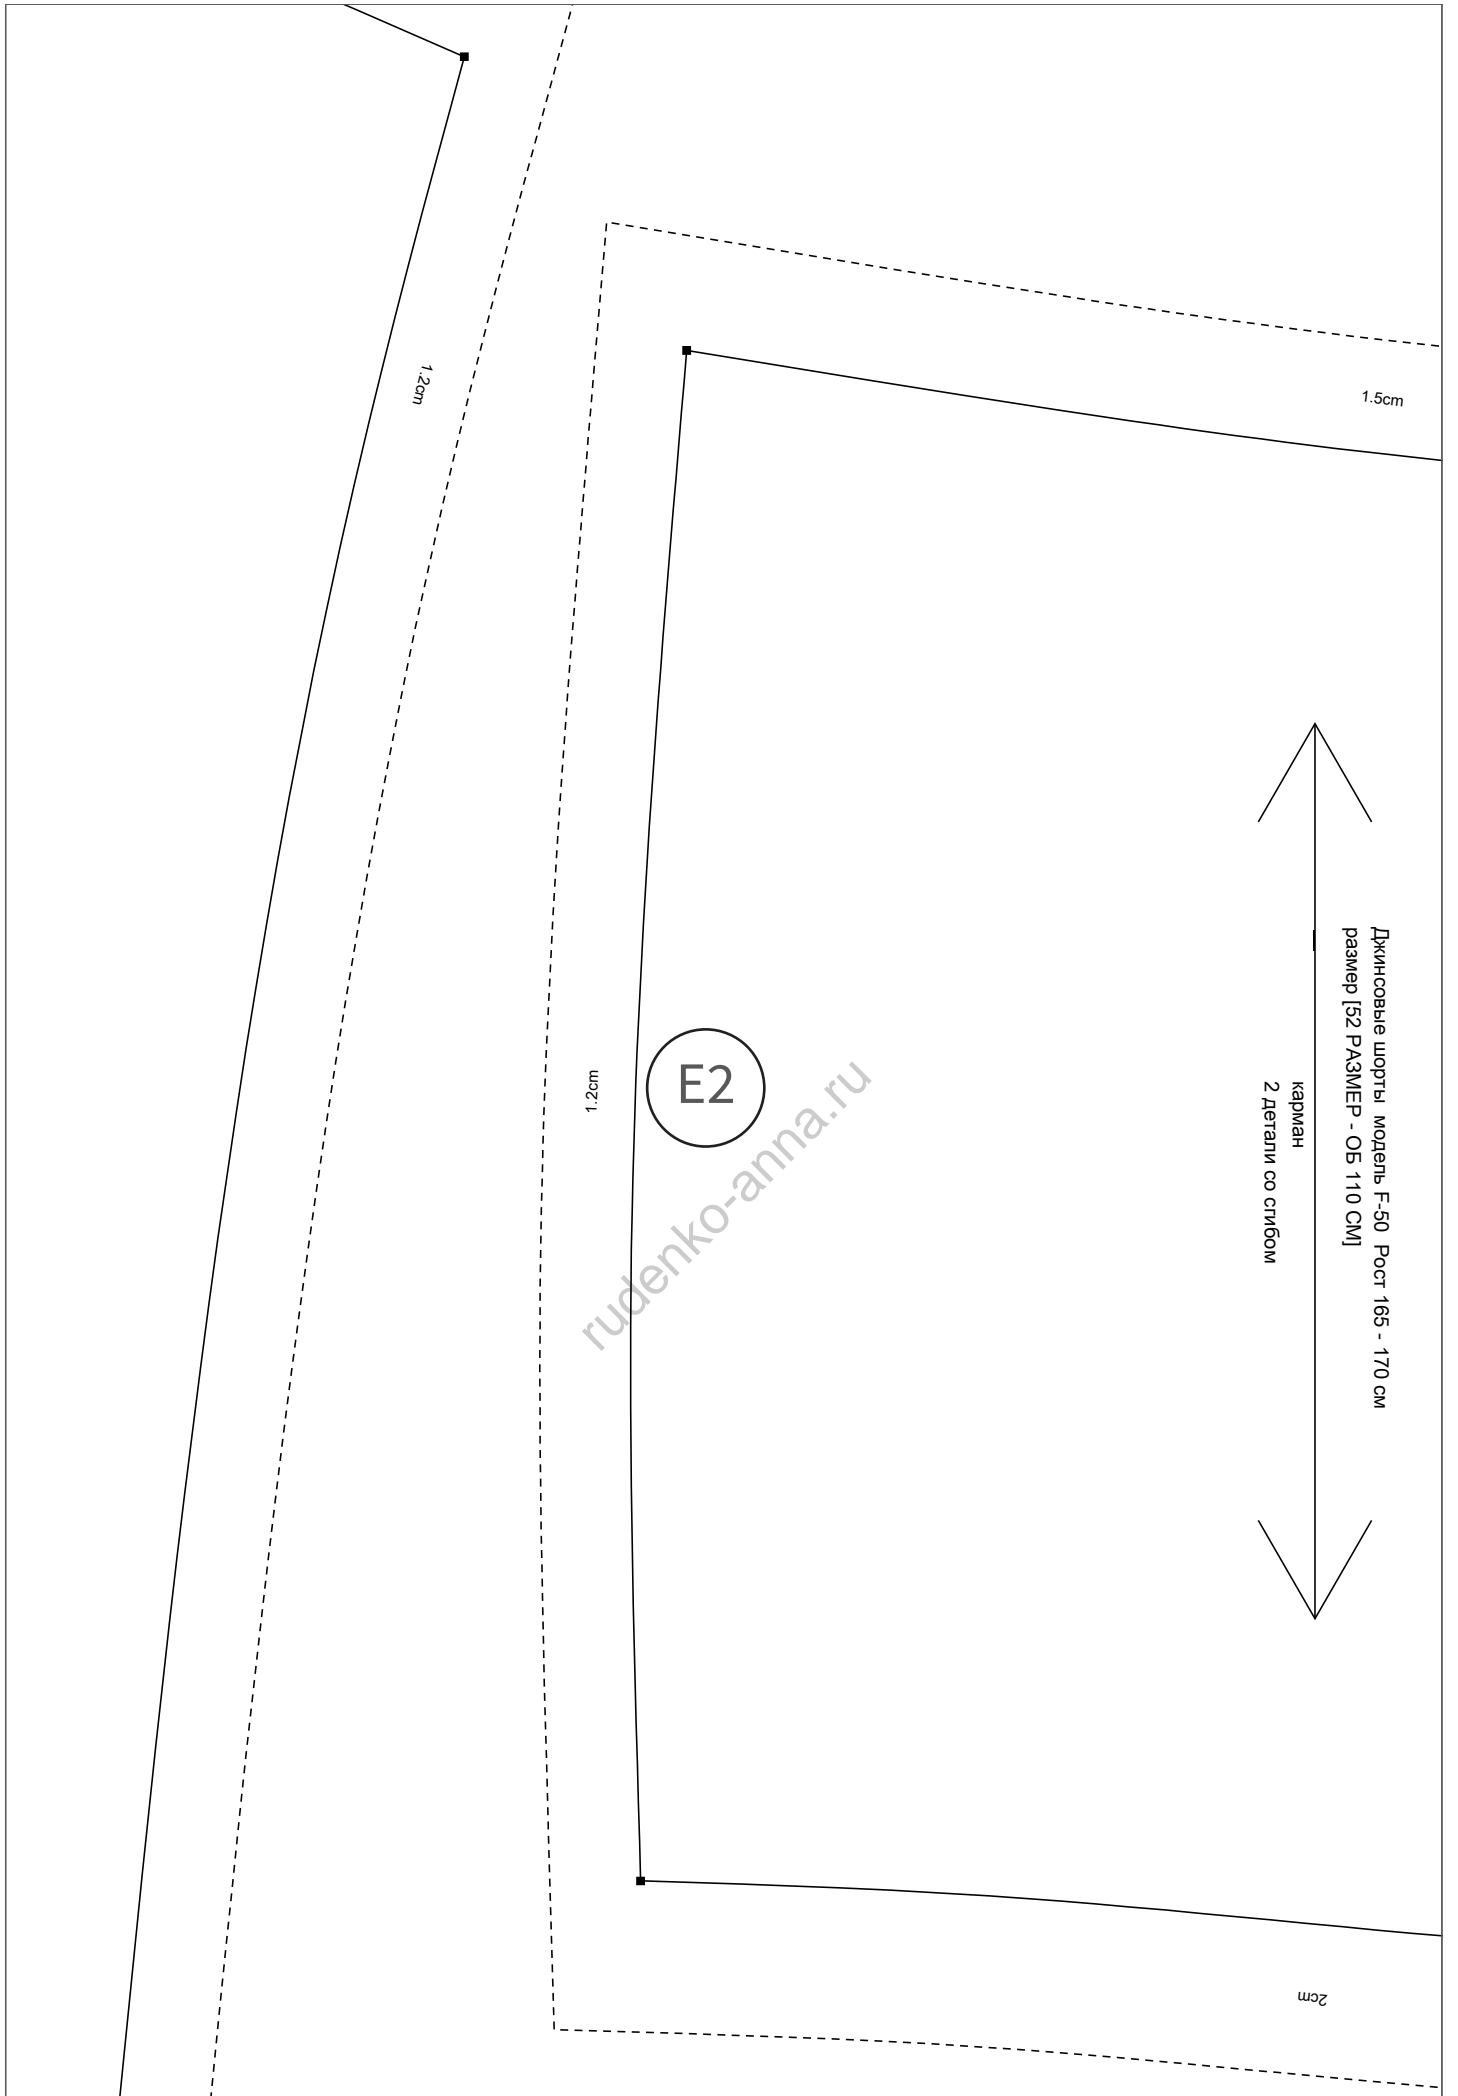 1.2cm
1.5cm
Джинсовые шорты модель F-50 Рост 165 - 170 см
размер [52 РАЗМЕР - ОБ 110 СМ]
карман
2 детали со сгибом
1.2cm
E2
rudenko-anna.ru
2cm